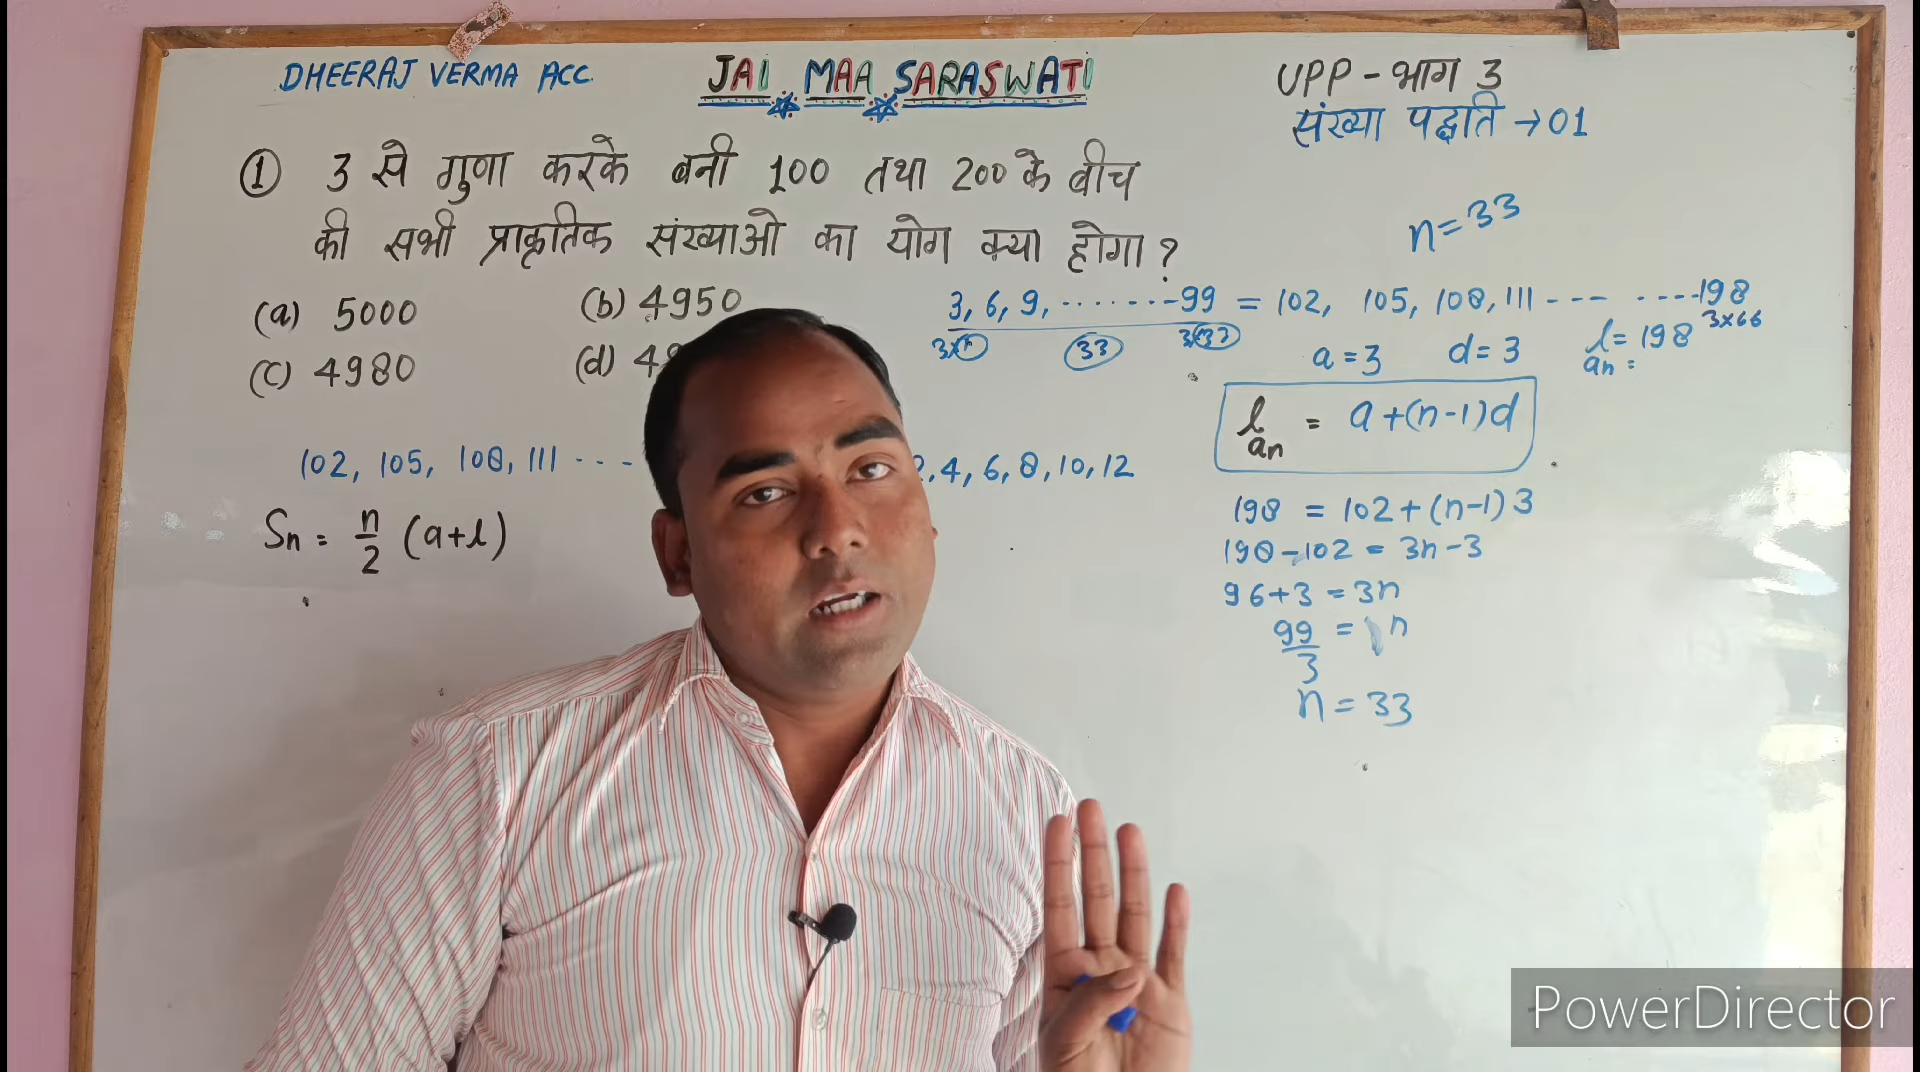 DHEERAJ VERMA ACC.
JAI MAA SARASWATI
UPP - भाग 3
संख्या पद्धति → 01
① 3 से गुणा करके बनी 100 तथा 200 के बीच
की सभी प्राकृतिक संख्याओ का योग क्या होगा ?
(a) 5000 (b) 4950
(c) 4980 (d) 4
n = 33
3, 6, 9, ....... - 99 = 102, 105, 108, 111 --- ---- 198
33
3×66
a = 3 d = 3 l = 198
an =
l = a + (n-1)d
an
102, 105, 108, 111 ---
, 4, 6, 8, 10, 12
Sn = n/2 (a+l)
198 = 102 + (n-1) 3
198 - 102 = 3n - 3
96 + 3 = 3n
99/3 = n
n = 33
PowerDirector